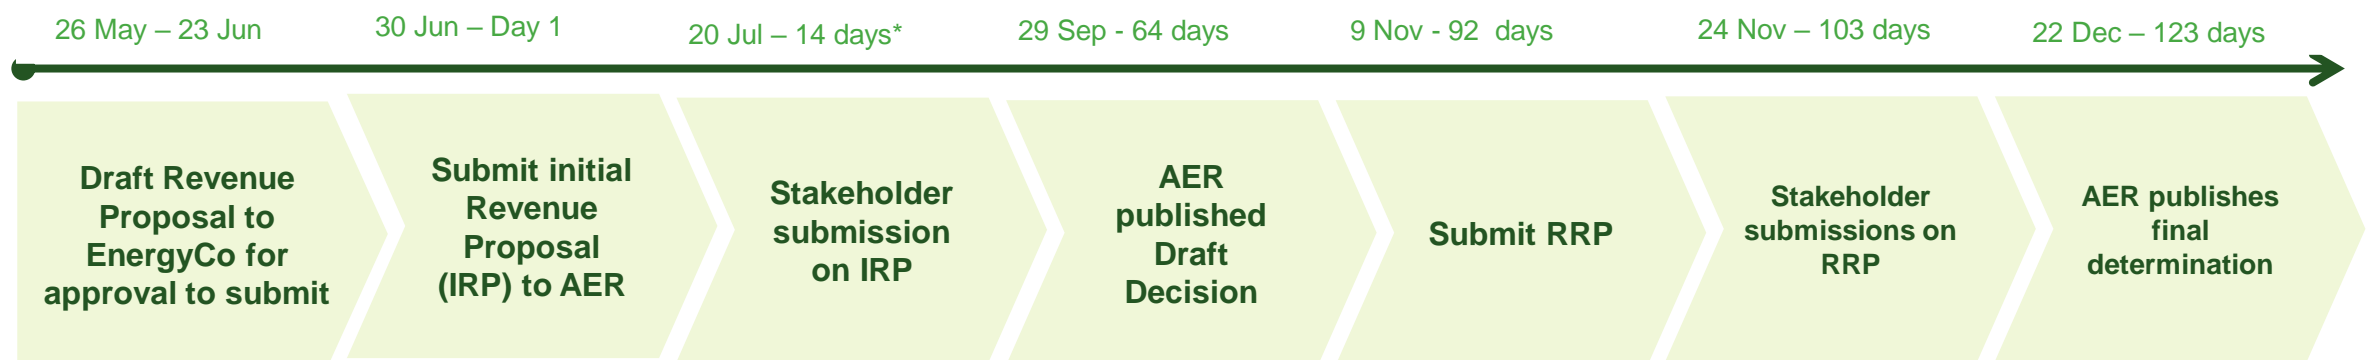 26 May – 23 Jun
30 Jun – Day 1
20 Jul – 14 days*
29 Sep - 64 days
9 Nov - 92  days
24 Nov – 103 days
22 Dec – 123 days
Draft Revenue
Proposal to
EnergyCo for
approval to submit
Submit initial
Revenue
Proposal
(IRP) to AER
Stakeholder
submission
on IRP
AER
published
Draft
Decision
Submit RRP
Stakeholder
submissions on
RRP
AER publishes
final
determination